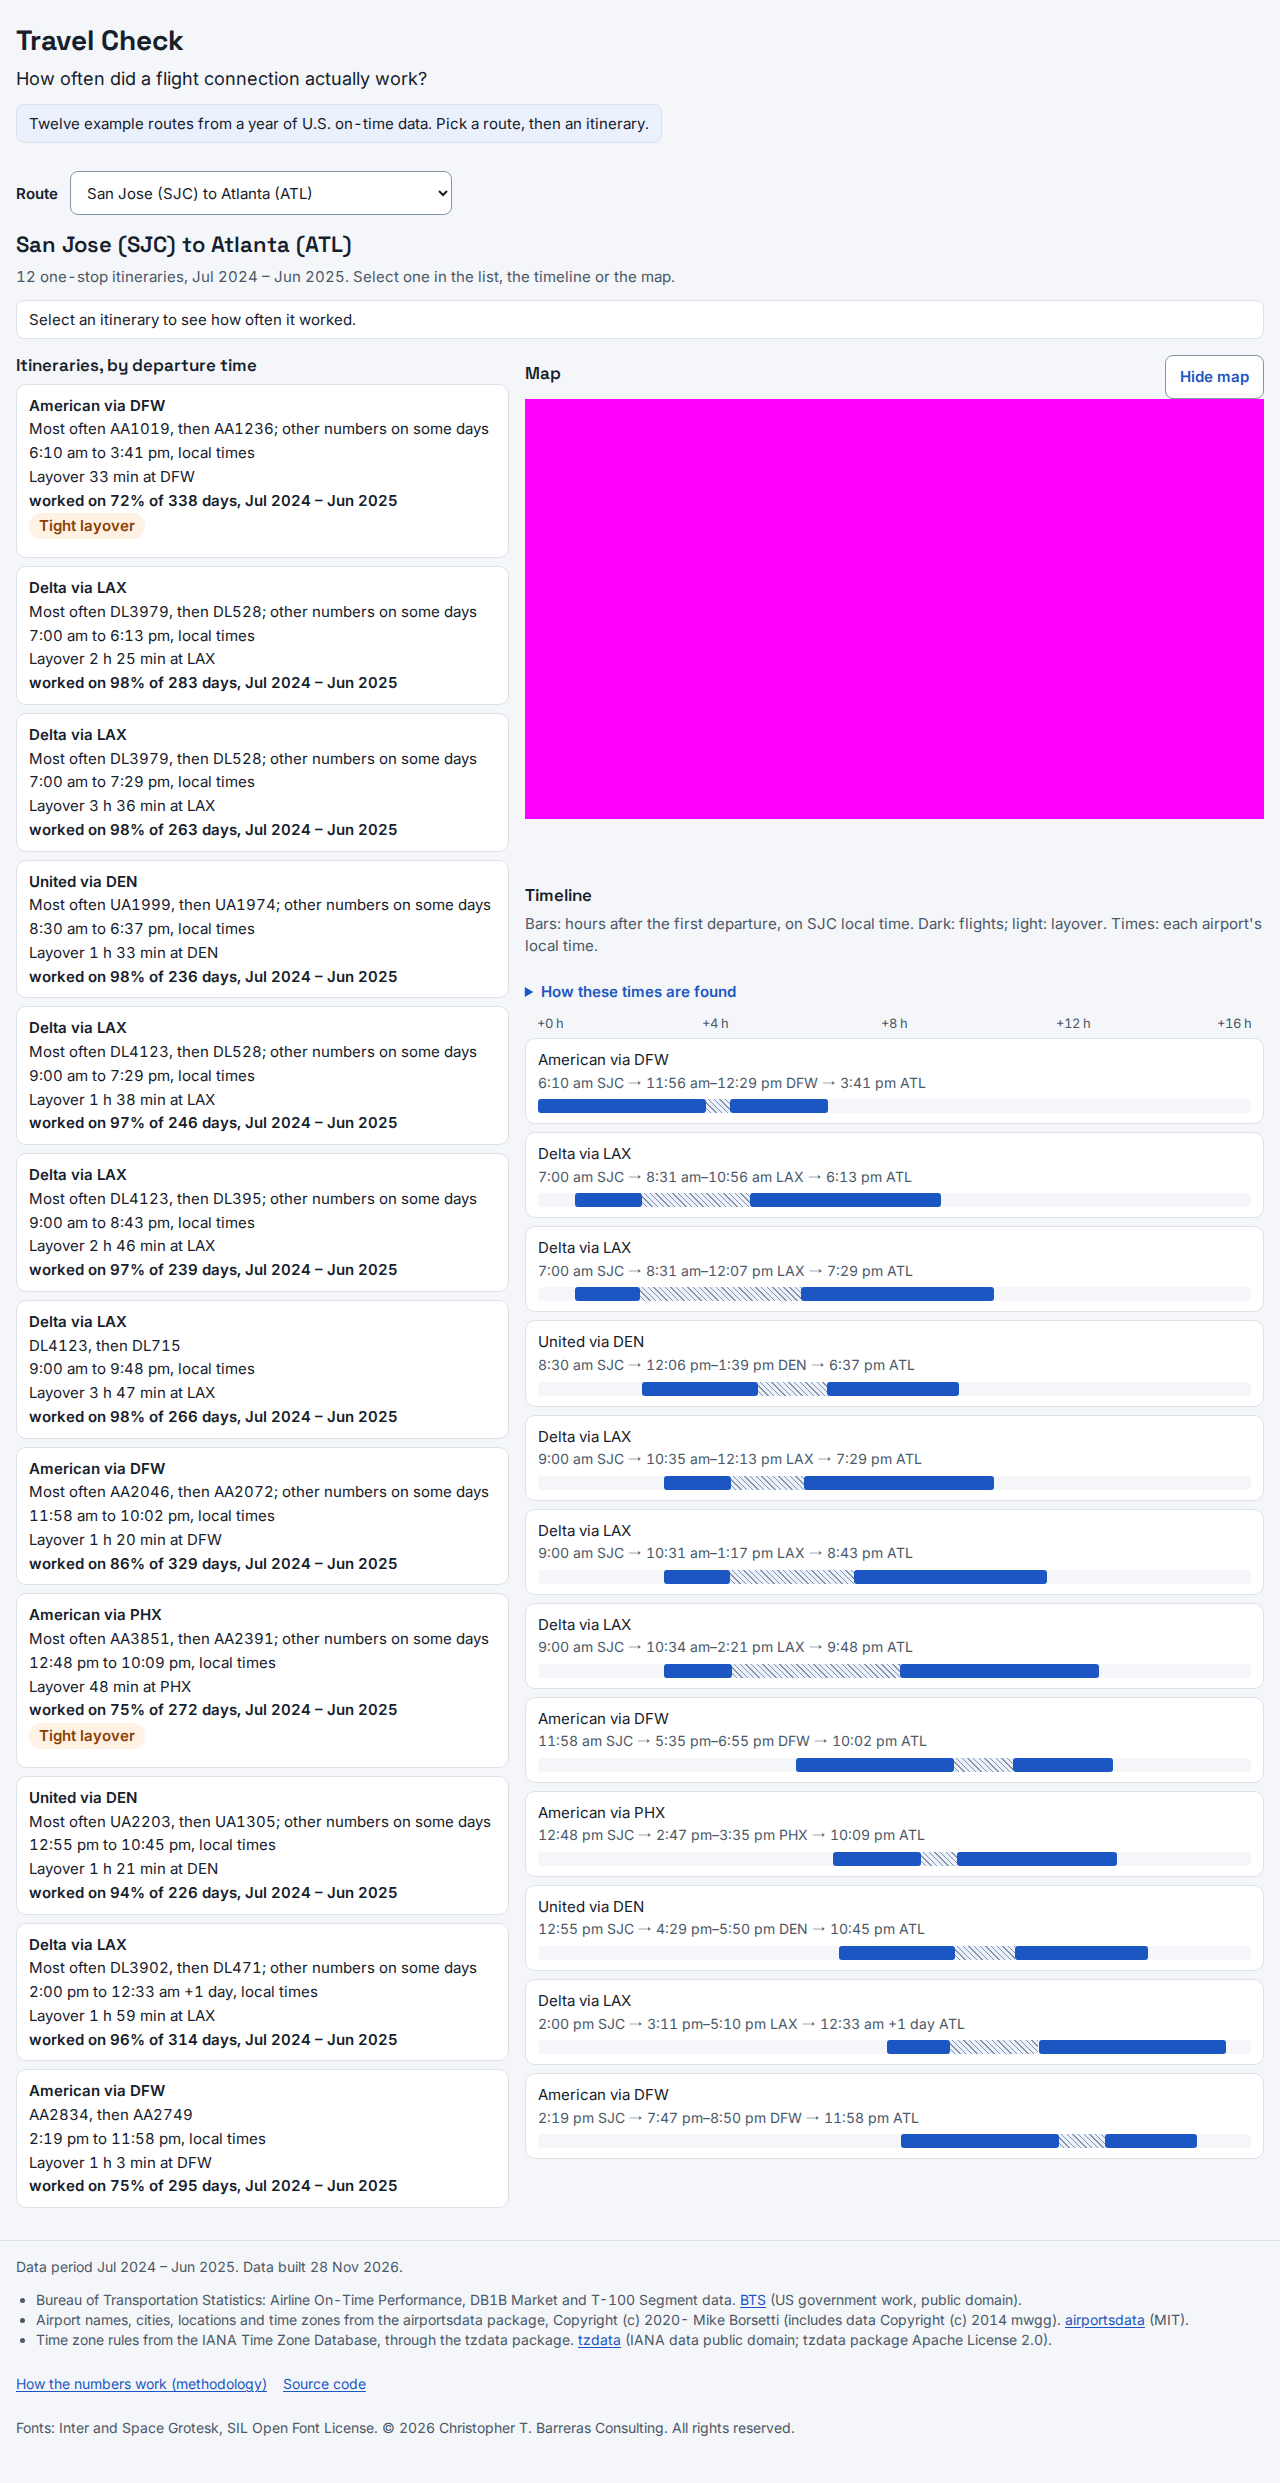 Travel Check
How often did a flight connection actually work?
Twelve example routes from a year of U.S. on-time data. Pick a route, then an itinerary.
Route
San Jose (SJC) to Atlanta (ATL)
San Jose (SJC) to Atlanta (ATL)
12 one-stop itineraries, Jul 2024 – Jun 2025. Select one in the list, the timeline or the map.
Select an itinerary to see how often it worked.
Itineraries, by departure time
American via DFW
Most often AA1019, then AA1236; other numbers on some days
6:10 am to 3:41 pm, local times
Layover 33 min at DFW
worked on 72% of 338 days, Jul 2024 – Jun 2025
Tight layover
Delta via LAX
Most often DL3979, then DL528; other numbers on some days
7:00 am to 6:13 pm, local times
Layover 2 h 25 min at LAX
worked on 98% of 283 days, Jul 2024 – Jun 2025
Delta via LAX
Most often DL3979, then DL528; other numbers on some days
7:00 am to 7:29 pm, local times
Layover 3 h 36 min at LAX
worked on 98% of 263 days, Jul 2024 – Jun 2025
United via DEN
Most often UA1999, then UA1974; other numbers on some days
8:30 am to 6:37 pm, local times
Layover 1 h 33 min at DEN
worked on 98% of 236 days, Jul 2024 – Jun 2025
Delta via LAX
Most often DL4123, then DL528; other numbers on some days
9:00 am to 7:29 pm, local times
Layover 1 h 38 min at LAX
worked on 97% of 246 days, Jul 2024 – Jun 2025
Delta via LAX
Most often DL4123, then DL395; other numbers on some days
9:00 am to 8:43 pm, local times
Layover 2 h 46 min at LAX
worked on 97% of 239 days, Jul 2024 – Jun 2025
Delta via LAX
DL4123, then DL715
9:00 am to 9:48 pm, local times
Layover 3 h 47 min at LAX
worked on 98% of 266 days, Jul 2024 – Jun 2025
American via DFW
Most often AA2046, then AA2072; other numbers on some days
11:58 am to 10:02 pm, local times
Layover 1 h 20 min at DFW
worked on 86% of 329 days, Jul 2024 – Jun 2025
American via PHX
Most often AA3851, then AA2391; other numbers on some days
12:48 pm to 10:09 pm, local times
Layover 48 min at PHX
worked on 75% of 272 days, Jul 2024 – Jun 2025
Tight layover
United via DEN
Most often UA2203, then UA1305; other numbers on some days
12:55 pm to 10:45 pm, local times
Layover 1 h 21 min at DEN
worked on 94% of 226 days, Jul 2024 – Jun 2025
Delta via LAX
Most often DL3902, then DL471; other numbers on some days
2:00 pm to 12:33 am +1 day, local times
Layover 1 h 59 min at LAX
worked on 96% of 314 days, Jul 2024 – Jun 2025
American via DFW
AA2834, then AA2749
2:19 pm to 11:58 pm, local times
Layover 1 h 3 min at DFW
worked on 75% of 295 days, Jul 2024 – Jun 2025
Map
Hide map
Timeline
Bars: hours after the first departure, on SJC local time. Dark: flights; light: layover. Times: each airport's
local time.
How these times are found
+0 h +4 h +8 h +12 h +16 h
American via DFW
6:10 am SJC → 11:56 am–12:29 pm DFW → 3:41 pm ATL
Delta via LAX
7:00 am SJC → 8:31 am–10:56 am LAX → 6:13 pm ATL
Delta via LAX
7:00 am SJC → 8:31 am–12:07 pm LAX → 7:29 pm ATL
United via DEN
8:30 am SJC → 12:06 pm–1:39 pm DEN → 6:37 pm ATL
Delta via LAX
9:00 am SJC → 10:35 am–12:13 pm LAX → 7:29 pm ATL
Delta via LAX
9:00 am SJC → 10:31 am–1:17 pm LAX → 8:43 pm ATL
Delta via LAX
9:00 am SJC → 10:34 am–2:21 pm LAX → 9:48 pm ATL
American via DFW
11:58 am SJC → 5:35 pm–6:55 pm DFW → 10:02 pm ATL
American via PHX
12:48 pm SJC → 2:47 pm–3:35 pm PHX → 10:09 pm ATL
United via DEN
12:55 pm SJC → 4:29 pm–5:50 pm DEN → 10:45 pm ATL
Delta via LAX
2:00 pm SJC → 3:11 pm–5:10 pm LAX → 12:33 am +1 day ATL
American via DFW
2:19 pm SJC → 7:47 pm–8:50 pm DFW → 11:58 pm ATL
Data period Jul 2024 – Jun 2025. Data built 28 Nov 2026.
• Bureau of Transportation Statistics: Airline On-Time Performance, DB1B Market and T-100 Segment data. BTS (US government work, public domain).
• Airport names, cities, locations and time zones from the airportsdata package, Copyright (c) 2020- Mike Borsetti (includes data Copyright (c) 2014 mwgg). airportsdata (MIT).
• Time zone rules from the IANA Time Zone Database, through the tzdata package. tzdata (IANA data public domain; tzdata package Apache License 2.0).
How the numbers work (methodology) Source code
Fonts: Inter and Space Grotesk, SIL Open Font License. © 2026 Christopher T. Barreras Consulting. All rights reserved.